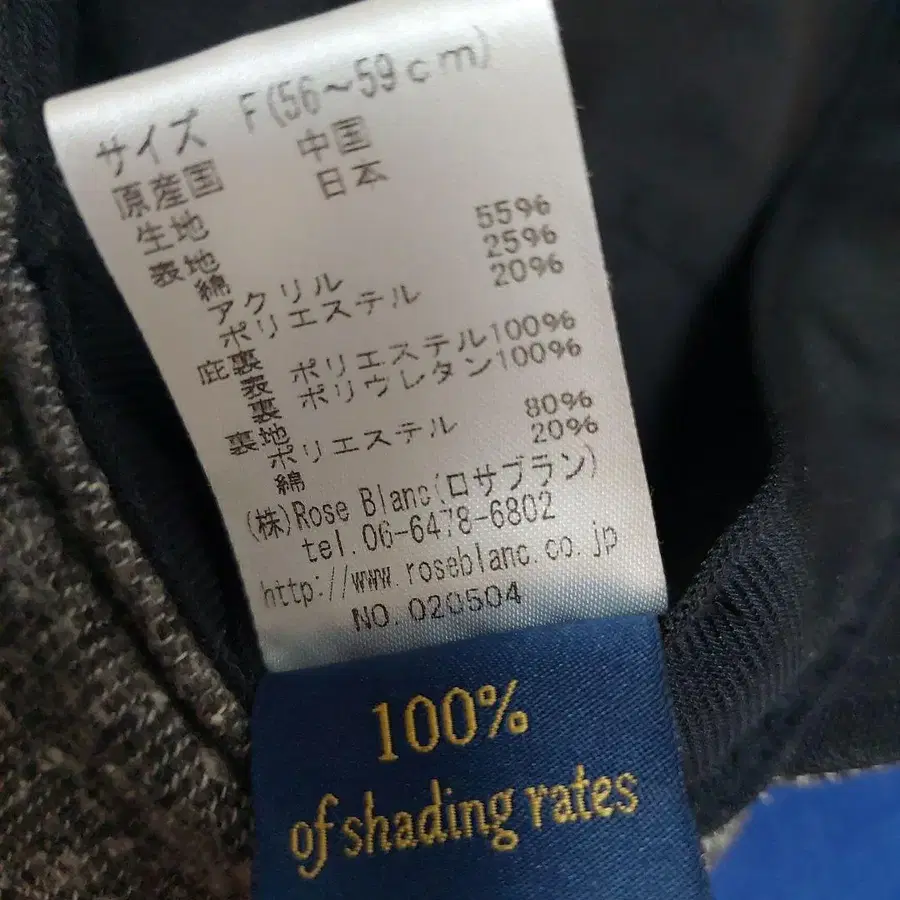 サイズ F(56～59cm)
原産国 中国
生地 日本
表地
綿 55%
アクリル 25%
ポリエステル 20%
庇裏
表 ポリエステル100%
裏 ポリウレタン100%
裏地
ポリエステル 80%
綿 20%
(株)Rose Blanc(ロサブラン)
tel.06-6478-6802
http://www.roseblanc.co.jp
NO.020504
100%
of shading rates